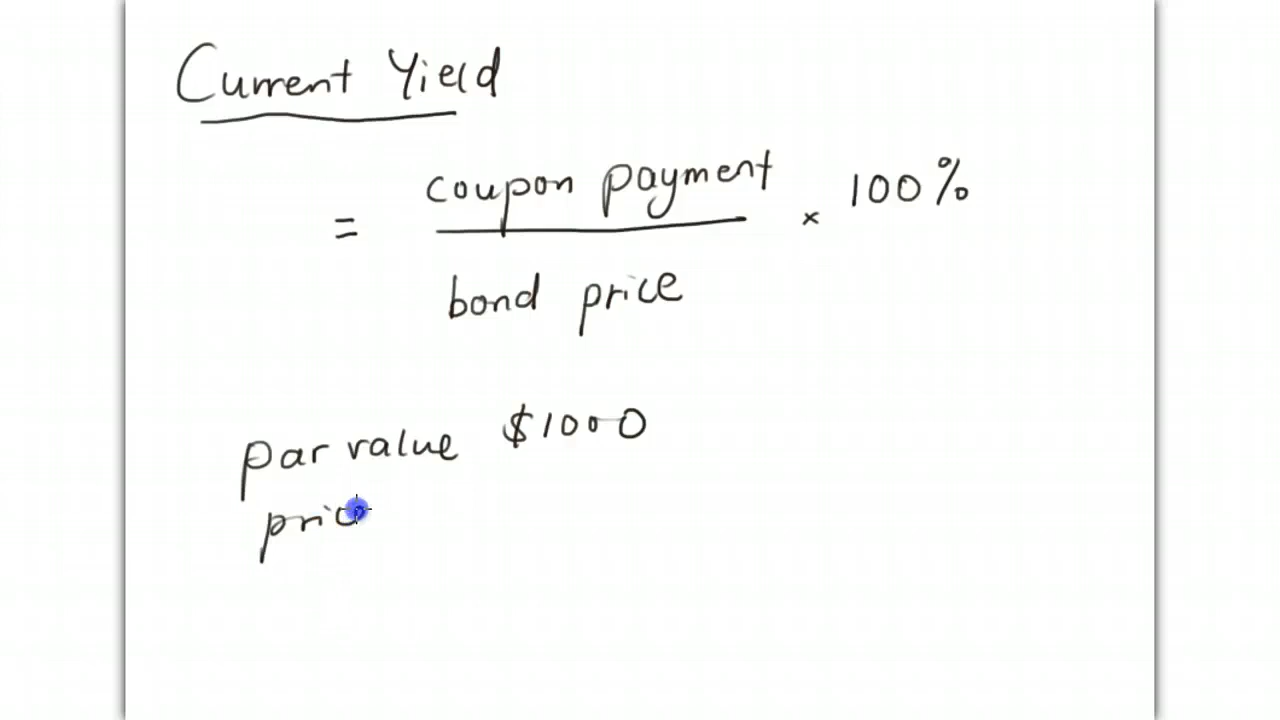 Current Yield
= coupon payment / bond price × 100%
par value $1000
pric